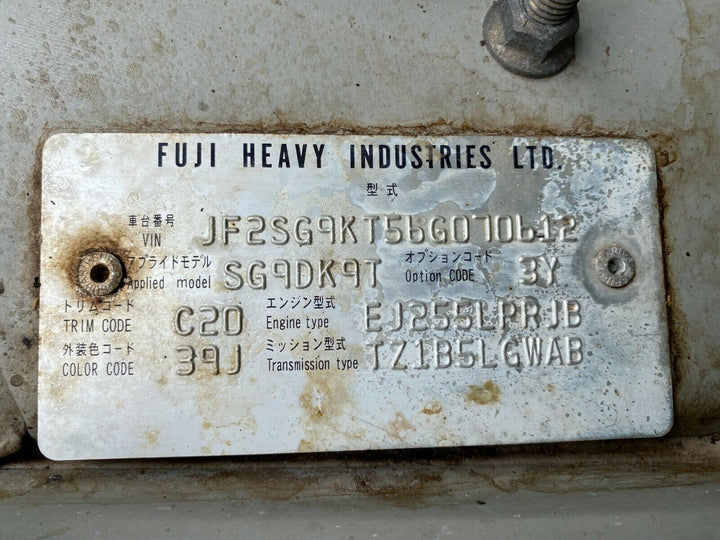 FUJI HEAVY INDUSTRIES LTD.
型式
車台番号 VIN JF2SG9KT56G070612
アプライドモデル Applied model SG9DK9T オプションコード Option CODE 3Y
トリムコード TRIM CODE C20 エンジン型式 Engine type EJ255LPRJB
外装色コード COLOR CODE 39J ミッション型式 Transmission type TZ1B5LGWAB